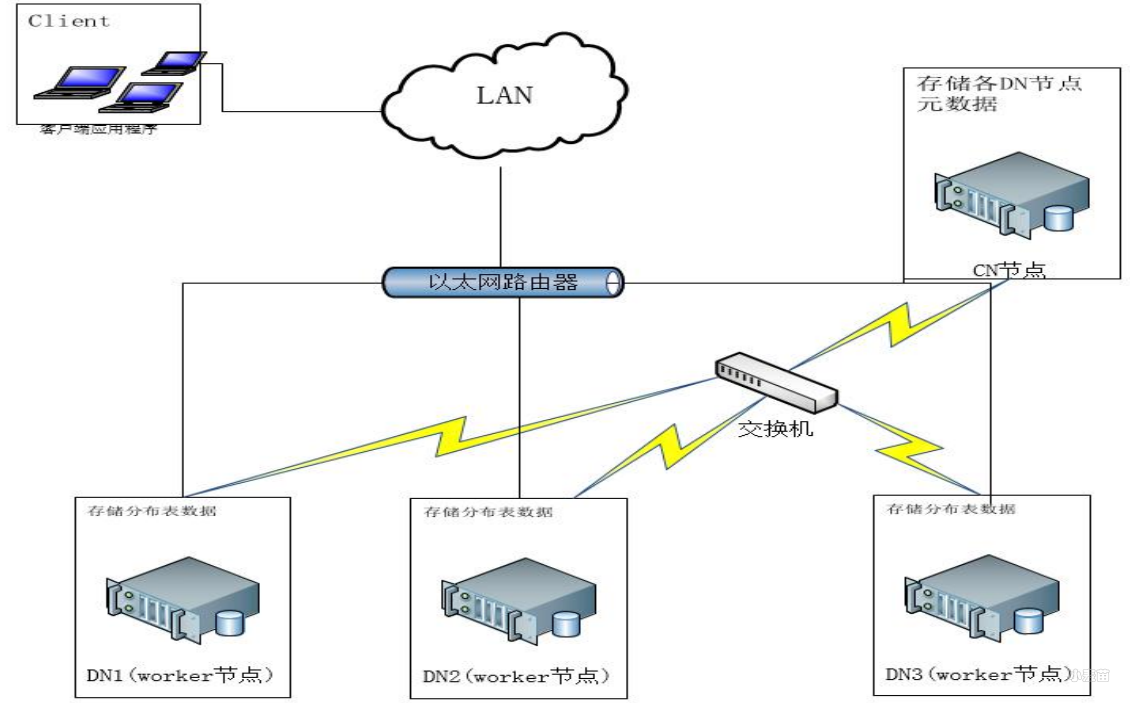 Client
客户端应用程序
LAN
存储各DN节点
元数据
CN节点
以太网路由器
交换机
存储分布表数据
DN1(worker节点)
存储分布表数据
DN2(worker节点)
存储分布表数据
DN3(worker节点)